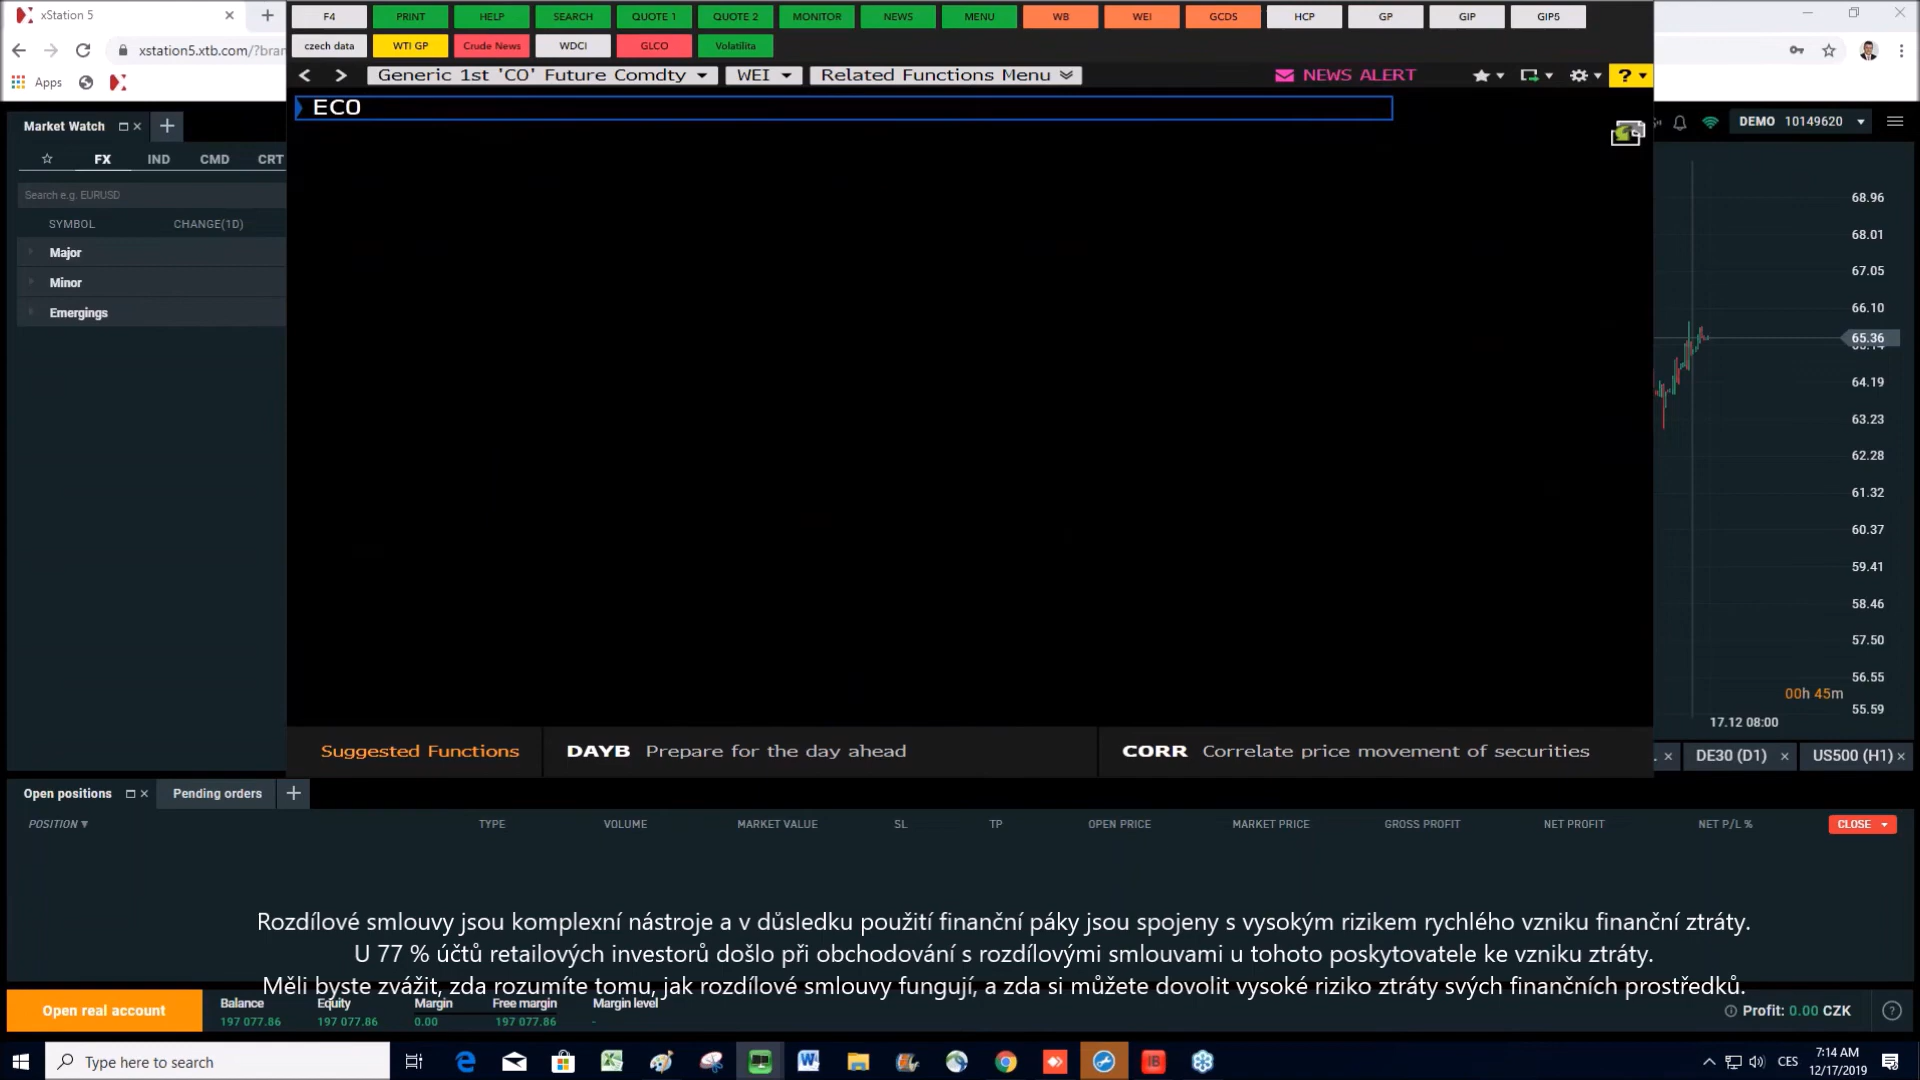 xStation 5
xstation5.xtb.com/?bran
Apps
F4
PRINT
HELP
SEARCH
QUOTE 1
QUOTE 2
MONITOR
NEWS
MENU
WB
WEI
GCDS
HCP
GP
GIP
GIP5
czech data
WTI GP
Crude News
WDCI
GLCO
Volatilita
Generic 1st 'CO' Future Comdty
WEI
Related Functions Menu
NEWS ALERT
?
ECO
Market Watch
FX
IND
CMD
CRT
Search e.g. EURUSD
SYMBOL
CHANGE(1D)
Major
Minor
Emergings
DEMO 10149620
68.96
68.01
67.05
66.10
65.36
64.19
63.23
62.28
61.32
60.37
59.41
58.46
57.50
56.55
55.59
00h 45m
17.12 08:00
Suggested Functions
DAYB Prepare for the day ahead
CORR Correlate price movement of securities
DE30 (D1)
US500 (H1)
Open positions
Pending orders
POSITION
TYPE
VOLUME
MARKET VALUE
SL
TP
OPEN PRICE
MARKET PRICE
GROSS PROFIT
NET PROFIT
NET P/L %
CLOSE
Rozdílové smlouvy jsou komplexní nástroje a v důsledku použití finanční páky jsou spojeny s vysokým rizikem rychlého vzniku finanční ztráty.
U 77 % účtů retailových investorů došlo při obchodování s rozdílovými smlouvami u tohoto poskytovatele ke vzniku ztráty.
Měli byste zvážit, zda rozumíte tomu, jak rozdílové smlouvy fungují, a zda si můžete dovolit vysoké riziko ztráty svých finančních prostředků.
Open real account
Balance
Equity
Margin
Free margin
Margin level
197 077.86
197 077.86
0.00
197 077.86
-
Profit: 0.00 CZK
Type here to search
CES
7:14 AM
12/17/2019